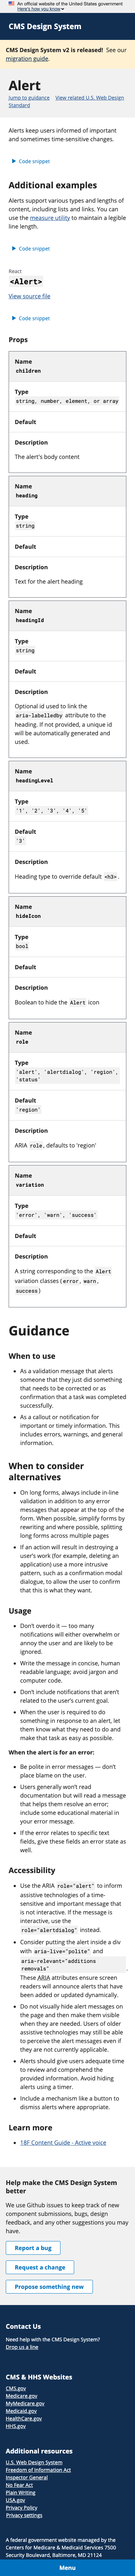 An official website of the United States government
Here's how you know
CMS Design System
CMS Design System v2 is released! See our
migration guide.
Alert
Jump to guidance View related U.S. Web Design
Standard
Alerts keep users informed of important
and sometimes time-sensitive changes.
Code snippet
Additional examples
Alerts support various types and lengths of
content, including lists and links. You can
use the measure utility to maintain a legible
line length.
Code snippet
React
<Alert>
View source file
Code snippet
Props
Name
children
Type
string, number, element, or array
Default
Description
The alert's body content
Name
heading
Type
string
Default
Description
Text for the alert heading
Name
headingId
Type
string
Default
Description
Optional id used to link the
aria-labelledby attribute to the
heading. If not provided, a unique id
will be automatically generated and
used.
Name
headingLevel
Type
'1', '2', '3', '4', '5'
Default
'3'
Description
Heading type to override default <h3>.
Name
hideIcon
Type
bool
Default
Description
Boolean to hide the Alert icon
Name
role
Type
'alert', 'alertdialog', 'region',
'status'
Default
'region'
Description
ARIA role, defaults to 'region'
Name
variation
Type
'error', 'warn', 'success'
Default
Description
A string corresponding to the Alert
variation classes (error, warn,
success)
Guidance
When to use
As a validation message that alerts
someone that they just did something
that needs to be corrected or as
confirmation that a task was completed
successfully.
As a callout or notification for
important or timely information. This
includes errors, warnings, and general
information.
When to consider
alternatives
On long forms, always include in-line
messages in addition to any error
messages that appear at the top of the
form. When possible, simplify forms by
removing and where possible, splitting
long forms across multiple pages
If an action will result in destroying a
user's work (for example, deleting an
application) use a more intrusive
pattern, such as a confirmation modal
dialogue, to allow the user to confirm
that this is what they want.
Usage
Don't overdo it — too many
notifications will be either overwhelm or
annoy the user and are likely to be
ignored.
Write the message in concise, human
readable language; avoid jargon and
computer code.
Don't include notifications that aren't
related to the user's current goal.
When the user is required to do
something in response to an alert, let
them know what they need to do and
make that task as easy as possible.
When the alert is for an error:
Be polite in error messages — don't
place blame on the user.
Users generally won't read
documentation but will read a message
that helps them resolve their error;
include some educational material in
your error message.
If the error relates to specific text
fields, give these fields an error state as
well.
Accessibility
Use the ARIA role="alert" to inform
assistive technologies of a time-
sensitive and important message that
is not interactive. If the message is
interactive, use the
role="alertdialog" instead.
Consider putting the alert inside a div
with aria-live="polite" and
aria-relevant="additions
removals".
These ARIA attributes ensure screen
readers will announce alerts that have
been added or updated dynamically.
Do not visually hide alert messages on
the page and then make them visible
when they are needed. Users of older
assistive technologies may still be able
to perceive the alert messages even if
they are not currently applicable.
Alerts should give users adequate time
to review and comprehend the
provided information. Avoid hiding
alerts using a timer.
Include a mechanism like a button to
dismiss alerts where appropriate.
Learn more
18F Content Guide - Active voice
Help make the CMS Design System
better
We use Github issues to keep track of new
component submissions, bugs, design
feedback, and any other suggestions you may
have.
Report a bug
Request a change
Propose something new
Contact Us
Need help with the CMS Design System?
Drop us a line
CMS & HHS Websites
CMS.gov
Medicare.gov
MyMedicare.gov
Medicaid.gov
HealthCare.gov
HHS.gov
Additional resources
U.S. Web Design System
Freedom of Information Act
Inspector General
No Fear Act
Plain Writing
USA.gov
Privacy Policy
Privacy settings
A federal government website managed by the
Centers for Medicare & Medicaid Services 7500
Security Boulevard, Baltimore, MD 21124
Menu